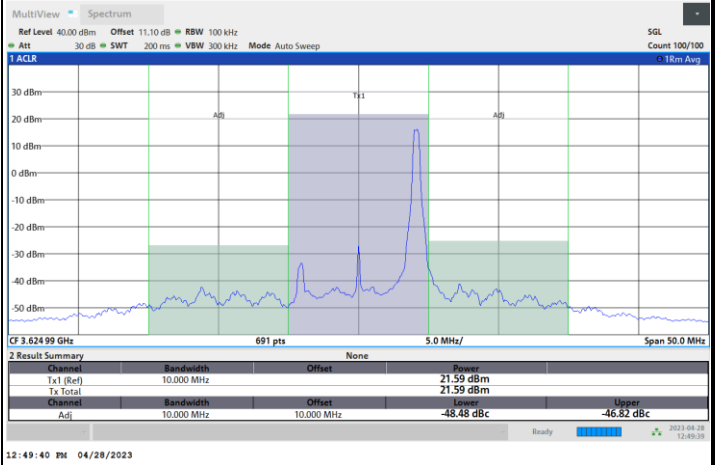 MultiView Spectrum
Ref Level 40.00 dBm Offset 11.10 dB RBW 100 kHz SGL
Att 30 dB SWT 200 ms VBW 300 kHz Mode Auto Sweep Count 100/100
1 ACLR 1Rm Avg
30 dBm
Tx1
20 dBm Adj Adj
10 dBm
0 dBm
-10 dBm
-20 dBm
-30 dBm
-40 dBm
-50 dBm
CF 3.624 99 GHz 691 pts 5.0 MHz/ Span 50.0 MHz
2 Result Summary None
Channel Bandwidth Offset Power
Tx1 (Ref) 10.000 MHz 21.59 dBm
Tx Total 21.59 dBm
Channel Bandwidth Offset Lower Upper
Adj 10.000 MHz 10.000 MHz -48.48 dBc -46.82 dBc
Ready 2023-04-28
12:49:39
12:49:40 PM 04/28/2023